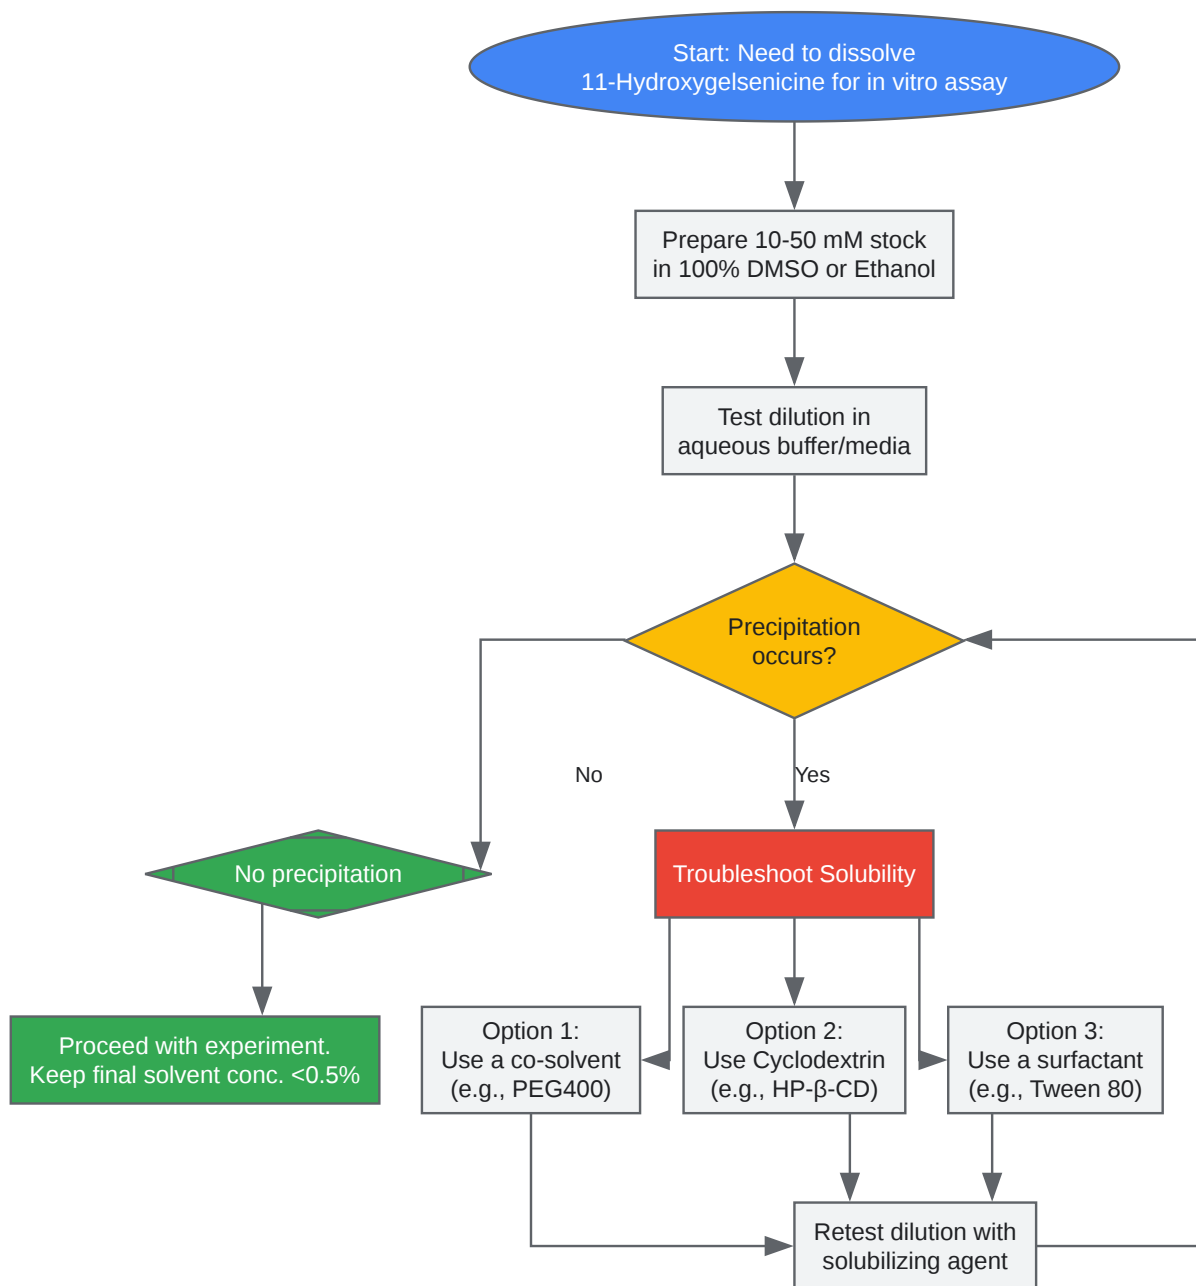 Start: Need to dissolve
11-Hydroxygelsenicine for in vitro assay
Prepare 10-50 mM stock
in 100% DMSO or Ethanol
Test dilution in
aqueous buffer/media
Precipitation
occurs?
No
Yes
No precipitation
Troubleshoot Solubility
Proceed with experiment.
Keep final solvent conc. <0.5%
Option 1:
Use a co-solvent
(e.g., PEG400)
Option 2:
Use Cyclodextrin
(e.g., HP-β-CD)
Option 3:
Use a surfactant
(e.g., Tween 80)
Retest dilution with
solubilizing agent